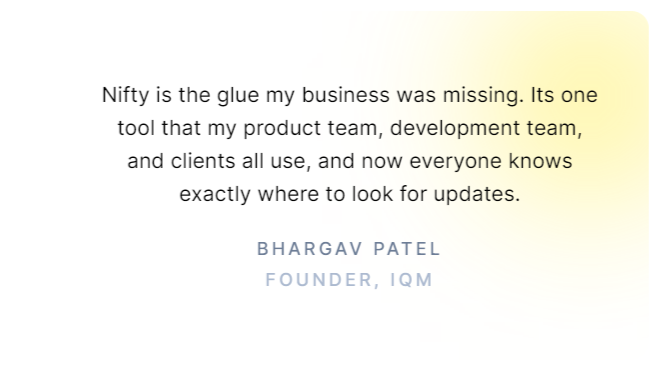 Nifty is the glue my business was missing. Its one
tool that my product team, development team,
and clients all use, and now everyone knows
exactly where to look for updates.
BHARGAV PATEL
FOUNDER, IQM